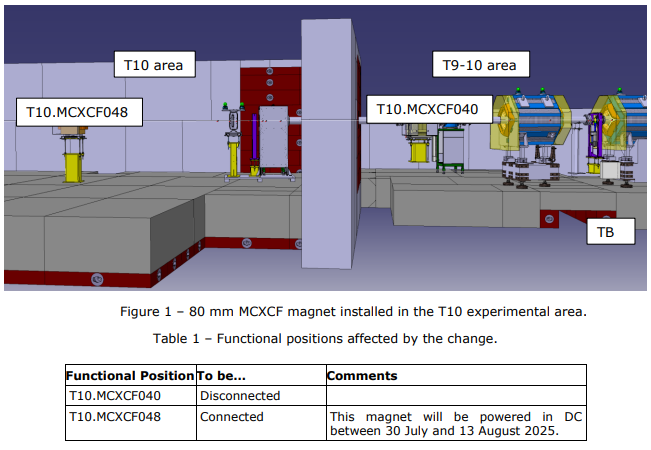 T10 area
T9-10 area
T10.MCXCF048
T10.MCXCF040
TB
Figure 1 – 80 mm MCXCF magnet installed in the T10 experimental area.
Table 1 – Functional positions affected by the change.
Functional Position To be... Comments
T10.MCXCF040 Disconnected
T10.MCXCF048 Connected This magnet will be powered in DC
between 30 July and 13 August 2025.